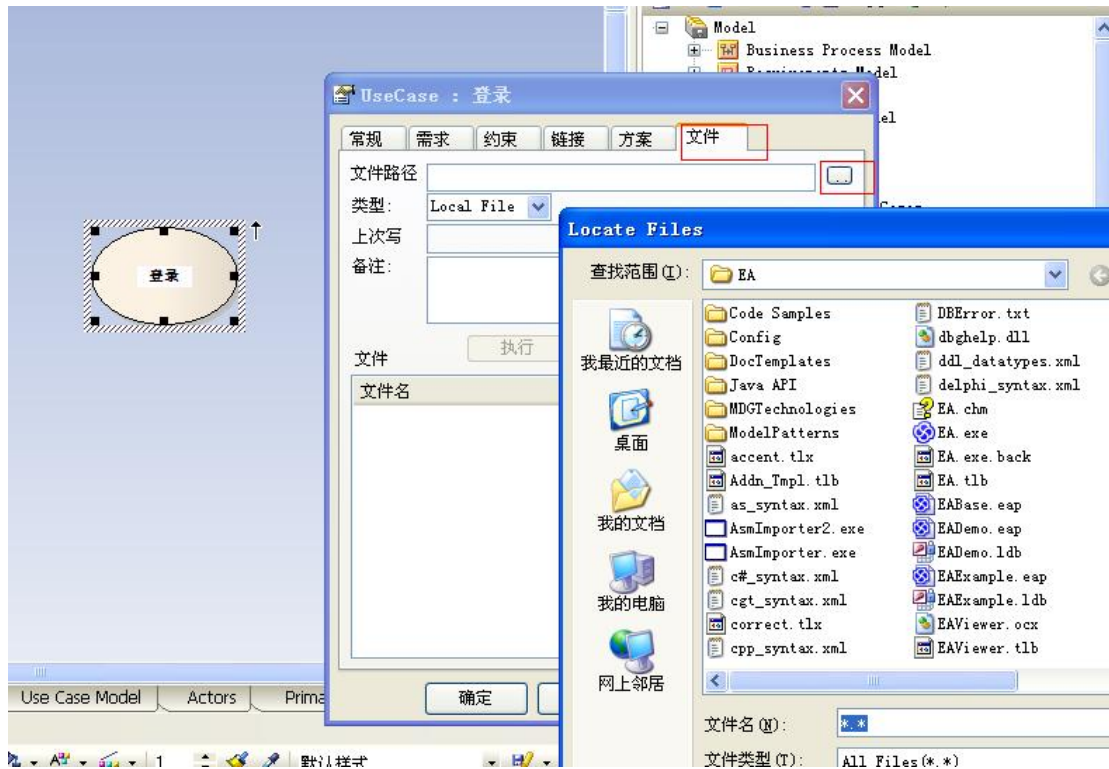 Model
Business Process Model
UseCase : 登录
常规 需求 约束 链接 方案 文件
文件路径
类型: Local File
上次写
备注:
执行
文件
文件名
登录
确定
Locate Files
查找范围(I): EA
我最近的文档
桌面
我的文档
我的电脑
网上邻居
Code Samples
Config
DocTemplates
Java API
MDGTechnologies
ModelPatterns
accent.tlx
Addn_Tmpl.tlb
as_syntax.xml
AsmImporter2.exe
AsmImporter.exe
c#_syntax.xml
cgt_syntax.xml
correct.tlx
cpp_syntax.xml
DBError.txt
dbghelp.dll
ddl_datatypes.xml
delphi_syntax.xml
EA.chm
EA.exe
EA.exe.back
EA.tlb
EABase.eap
EADemo.eap
EADemo.ldb
EAExample.eap
EAExample.ldb
EAViewer.ocx
EAViewer.tlb
文件名(N): *.*
文件类型(T): All Files(*.*)
Use Case Model Actors Prima
1 默认样式